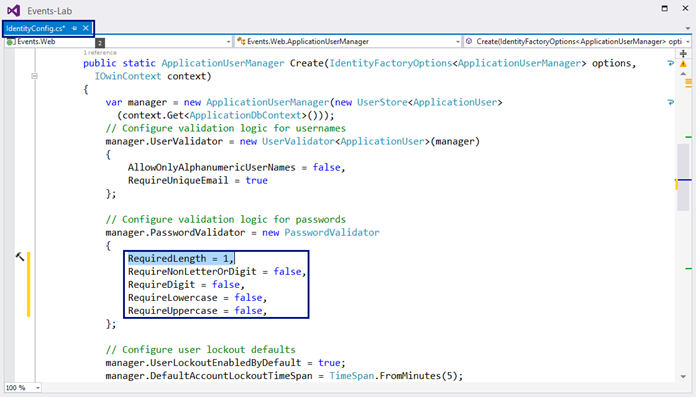 Events-Lab
IdentityConfig.cs*
Events.Web
2
Events.Web.ApplicationUserManager
Create(IdentityFactoryOptions<ApplicationUserManager> optio
1 reference
public static ApplicationUserManager Create(IdentityFactoryOptions<ApplicationUserManager> options,
IOwinContext context)
{
var manager = new ApplicationUserManager(new UserStore<ApplicationUser>
(context.Get<ApplicationDbContext>()));
// Configure validation logic for usernames
manager.UserValidator = new UserValidator<ApplicationUser>(manager)
{
AllowOnlyAlphanumericUserNames = false,
RequireUniqueEmail = true
};
// Configure validation logic for passwords
manager.PasswordValidator = new PasswordValidator
{
RequiredLength = 1,
RequireNonLetterOrDigit = false,
RequireDigit = false,
RequireLowercase = false,
RequireUppercase = false,
};
// Configure user lockout defaults
manager.UserLockoutEnabledByDefault = true;
manager.DefaultAccountLockoutTimeSpan = TimeSpan.FromMinutes(5);
100 %